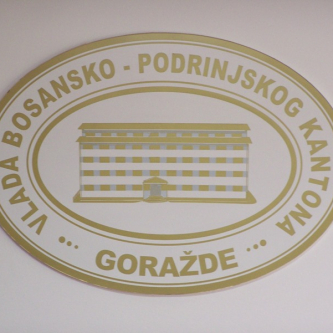 VLADA BOSANSKO - PODRINJSKOG KANTONA
... GORAŽDE ...